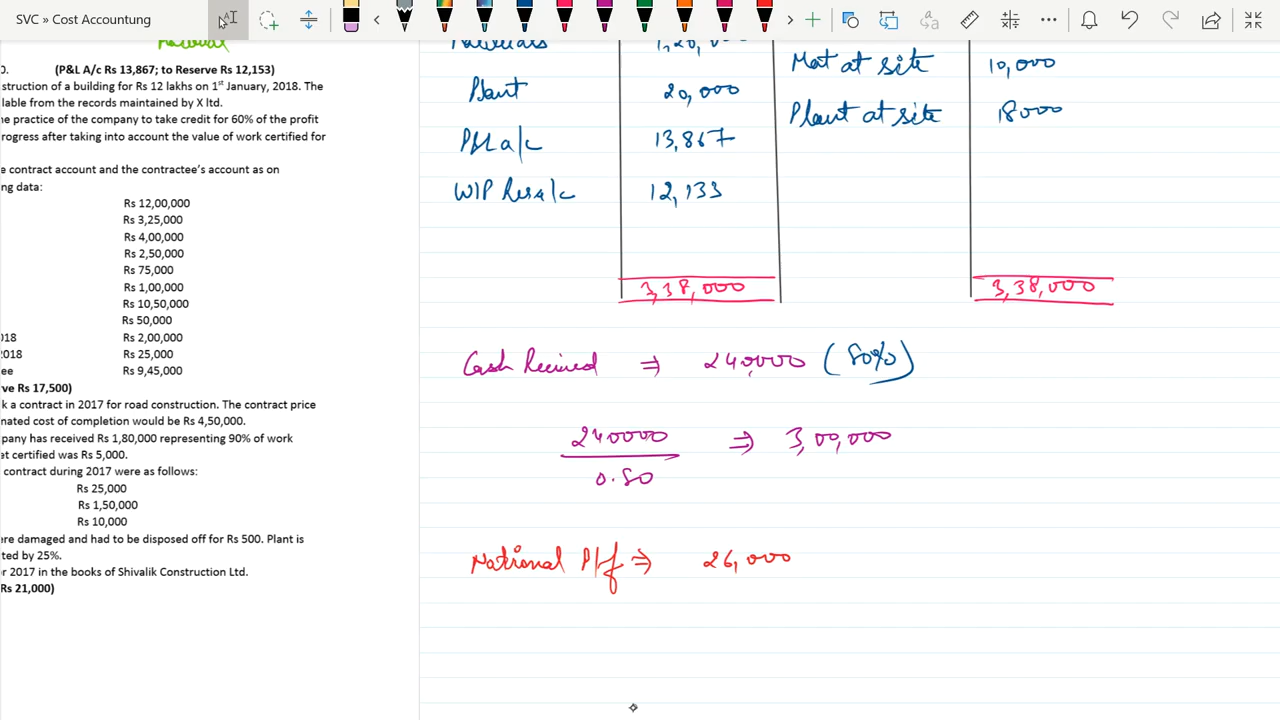 SVC » Cost Accountung
0. (P&L A/c Rs 13,867; to Reserve Rs 12,153)
struction of a building for Rs 12 lakhs on 1st January, 2018. The
lable from the records maintained by X ltd.
ne practice of the company to take credit for 60% of the profit
rogress after taking into account the value of work certified for
e contract account and the contractee's account as on
ng data:
Rs 12,00,000
Rs 3,25,000
Rs 4,00,000
Rs 2,50,000
Rs 75,000
Rs 1,00,000
Rs 10,50,000
Rs 50,000
018 Rs 2,00,000
2018 Rs 25,000
ee Rs 9,45,000
ve Rs 17,500)
k a contract in 2017 for road construction. The contract price
nated cost of completion would be Rs 4,50,000.
pany has received Rs 1,80,000 representing 90% of work
et certified was Rs 5,000.
contract during 2017 were as follows:
Rs 25,000
Rs 1,50,000
Rs 10,000
ere damaged and had to be disposed off for Rs 500. Plant is
ted by 25%.
r 2017 in the books of Shivalik Construction Ltd.
Rs 21,000)
Materials 1,20,000 Mat at site 10,000
Plant 20,000 Plant at site 18000
P&L a/c 13,867
WIP Res a/c 12,133
3,38,000 3,38,000
Cash Received ⇒ 240,000 (80%)
240000 ⇒ 3,00,000
0.80
Notional P/f ⇒ 26,000